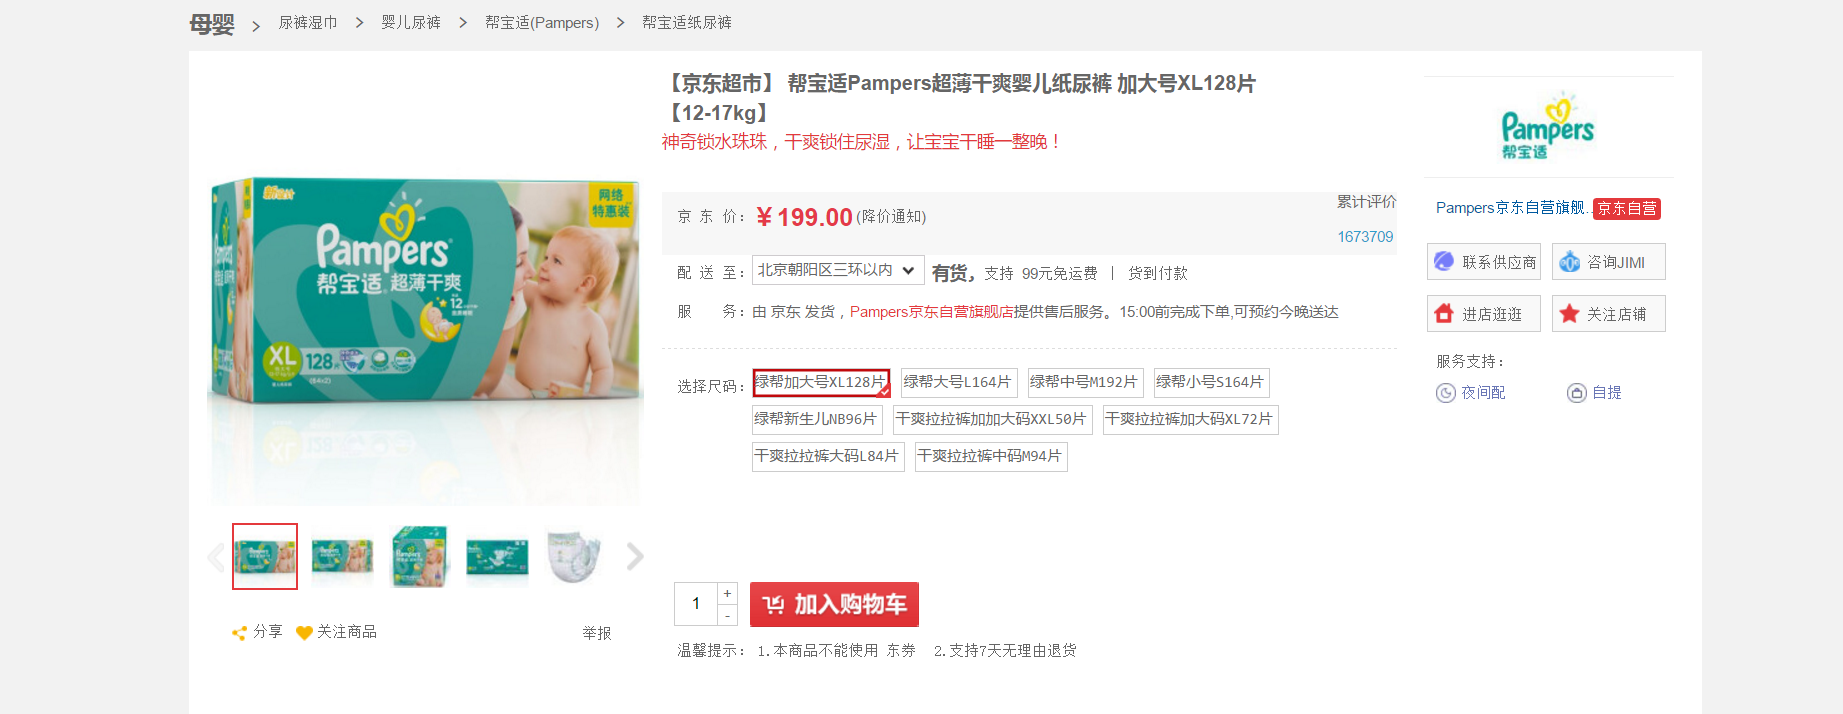 母婴 > 尿裤湿巾 > 婴儿尿裤 > 帮宝适(Pampers) > 帮宝适纸尿裤
【京东超市】 帮宝适Pampers超薄干爽婴儿纸尿裤 加大号XL128片
【12-17kg】
神奇锁水珠珠，干爽锁住尿湿，让宝宝干睡一整晚！
京 东 价： ￥199.00 (降价通知)
累计评价
1673709
配 送 至： 北京朝阳区三环以内 有货， 支持 99元免运费 | 货到付款
服 务： 由 京东 发货，Pampers京东自营旗舰店提供售后服务。15:00前完成下单,可预约今晚送达
选择尺码： 绿帮加大号XL128片 绿帮大号L164片 绿帮中号M192片 绿帮小号S164片
绿帮新生儿NB96片 干爽拉拉裤加加大码XXL50片 干爽拉拉裤加大码XL72片
干爽拉拉裤大码L84片 干爽拉拉裤中码M94片
1 + -
加入购物车
温馨提示： 1.本商品不能使用 东券 2.支持7天无理由退货
新设计
网络
特惠装
Pampers
帮宝适 超薄干爽
12
XL
128片
(64x2)
分享 关注商品 举报
Pampers
帮宝适
Pampers京东自营旗舰... 京东自营
联系供应商 咨询JIMI
进店逛逛 关注店铺
服务支持：
夜间配 自提